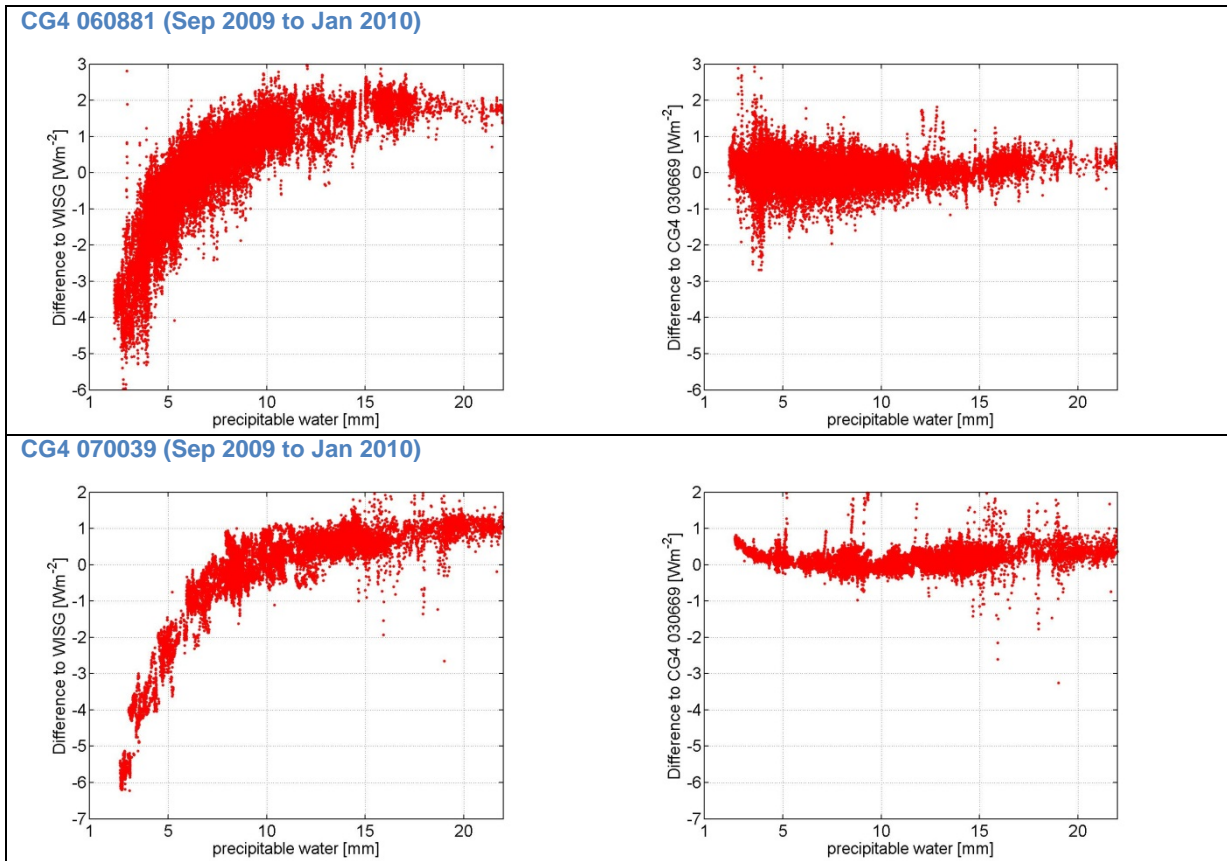 CG4 060881 (Sep 2009 to Jan 2010)
Difference to WISG [Wm-2]
3
2
1
0
-1
-2
-3
-4
-5
-6
1 5 10 15 20
precipitable water [mm]
Difference to CG4 030669 [Wm-2]
3
2
1
0
-1
-2
-3
-4
-5
-6
1 5 10 15 20
precipitable water [mm]
CG4 070039 (Sep 2009 to Jan 2010)
Difference to WISG [Wm-2]
2
1
0
-1
-2
-3
-4
-5
-6
-7
1 5 10 15 20
precipitable water [mm]
Difference to CG4 030669 [Wm-2]
2
1
0
-1
-2
-3
-4
-5
-6
-7
1 5 10 15 20
precipitable water [mm]